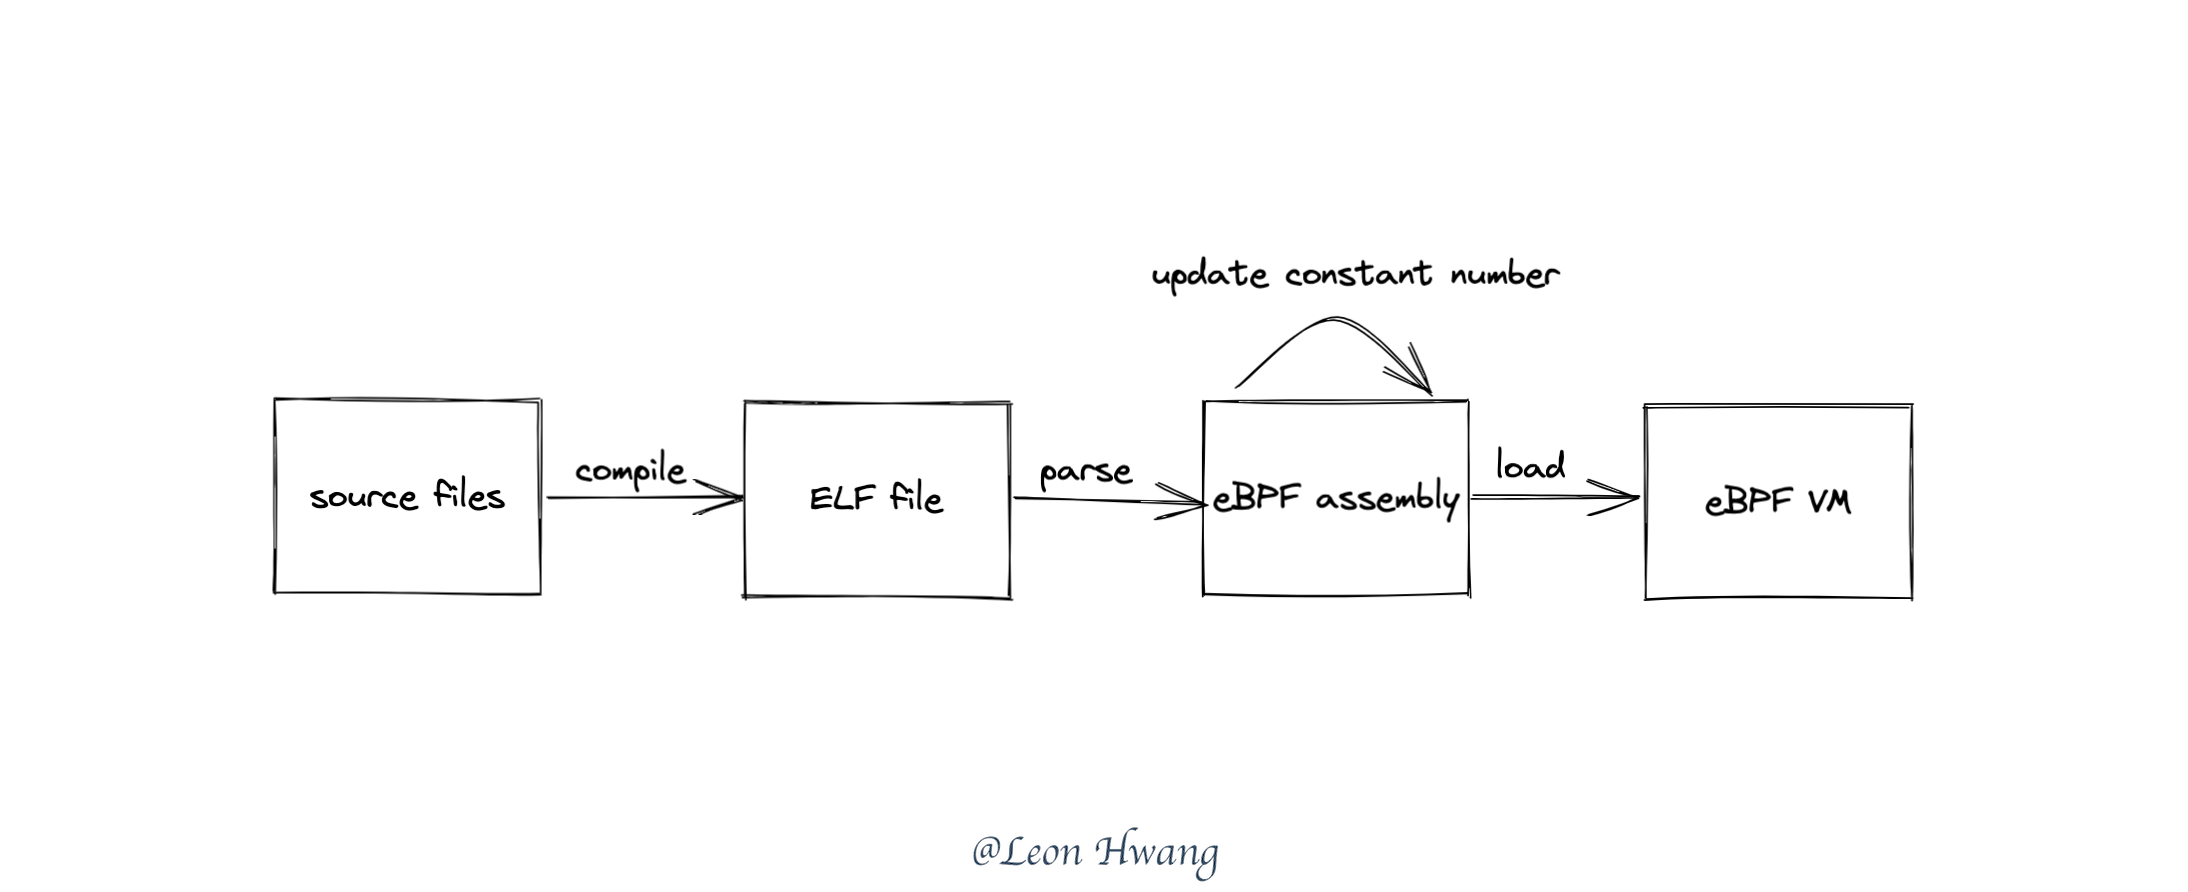 update constant number
source files
compile
ELF file
parse
eBPF assembly
load
eBPF VM
@Leon Hwang